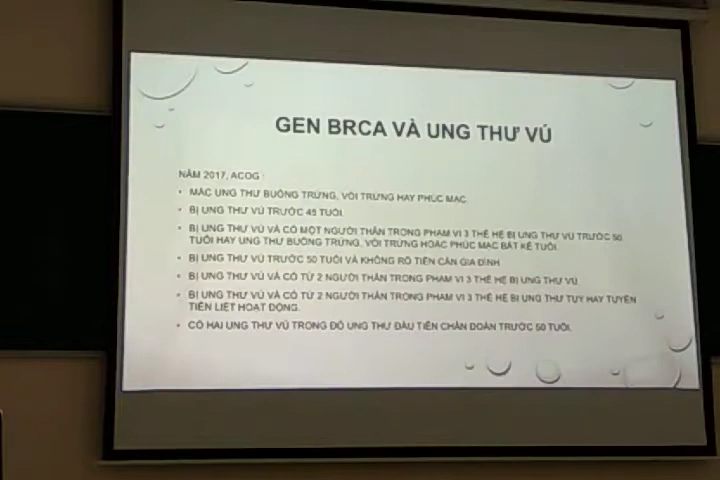 GEN BRCA VÀ UNG THƯ VÚ
NĂM 2017, ACOG
• MẮC UNG THƯ BUỒNG TRỨNG, VÒI TRỨNG HAY PHÚC MẠC
• BỊ UNG THƯ VÚ TRƯỚC 45 TUỔI.
• BỊ UNG THƯ VÚ VÀ CÓ MỘT NGƯỜI THÂN TRONG PHẠM VI 3 THẾ HỆ BỊ UNG THƯ VÚ TRƯỚC 50
TUỔI HAY UNG THƯ BUỒNG TRỨNG, VÒI TRỨNG HOẶC PHÚC MẠC BẤT KỂ TUỔI.
• BỊ UNG THƯ VÚ TRƯỚC 50 TUỔI VÀ KHÔNG RÕ TIỀN CĂN GIA ĐÌNH
• BỊ UNG THƯ VÚ VÀ CÓ TỪ 2 NGƯỜI THÂN TRONG PHẠM VI 3 THẾ HỆ BỊ UNG THƯ VÚ
• BỊ UNG THƯ VÚ VÀ CÓ TỪ 2 NGƯỜI THÂN TRONG PHẠM VI 3 THẾ HỆ BỊ UNG THƯ TỤY HAY TUYẾN
TIỀN LIỆT HOẠT ĐỘNG.
• CÓ HAI UNG THƯ VÚ TRONG ĐÓ UNG THƯ ĐẦU TIÊN CHẨN ĐOÁN TRƯỚC 50 TUỔI.